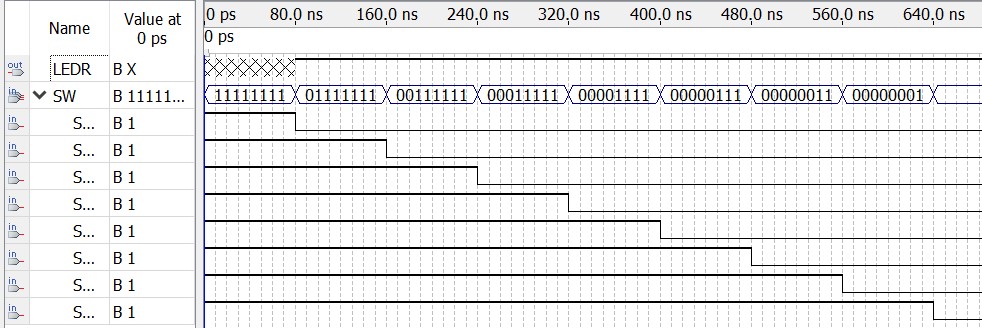 Name Value at 0 ps
0 ps 80.0 ns 160.0 ns 240.0 ns 320.0 ns 400.0 ns 480.0 ns 560.0 ns 640.0 ns
0 ps
out LEDR B X
in SW B 11111... 11111111 01111111 00111111 00011111 00001111 00000111 00000011 00000001
in S... B 1
in S... B 1
in S... B 1
in S... B 1
in S... B 1
in S... B 1
in S... B 1
in S... B 1